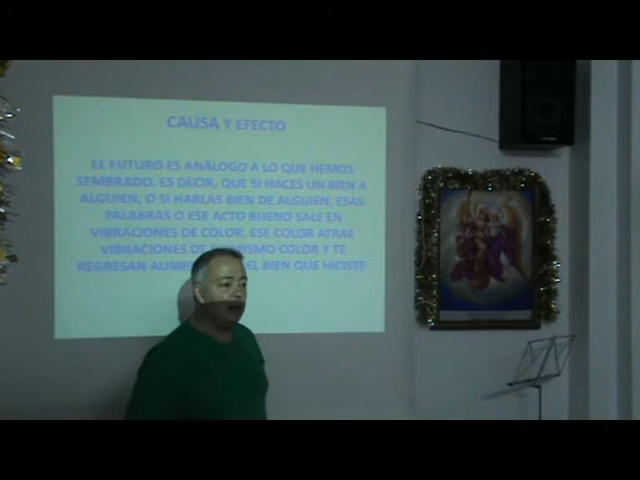 CAUSA Y EFECTO
EL FUTURO ES ANÁLOGO A LO QUE HEMOS
SEMBRADO. ES DECIR, QUE SI HACES UN BIEN A
ALGUIEN, O SI HABLAS BIEN DE ALGUIEN, ESAS
PALABRAS O ESE ACTO BUENO SALE EN
VIBRACIONES DE COLOR. ESE COLOR ATRAE
VIBRACIONES DE MISMO COLOR Y TE
REGRESAN EL BIEN QUE HICISTE